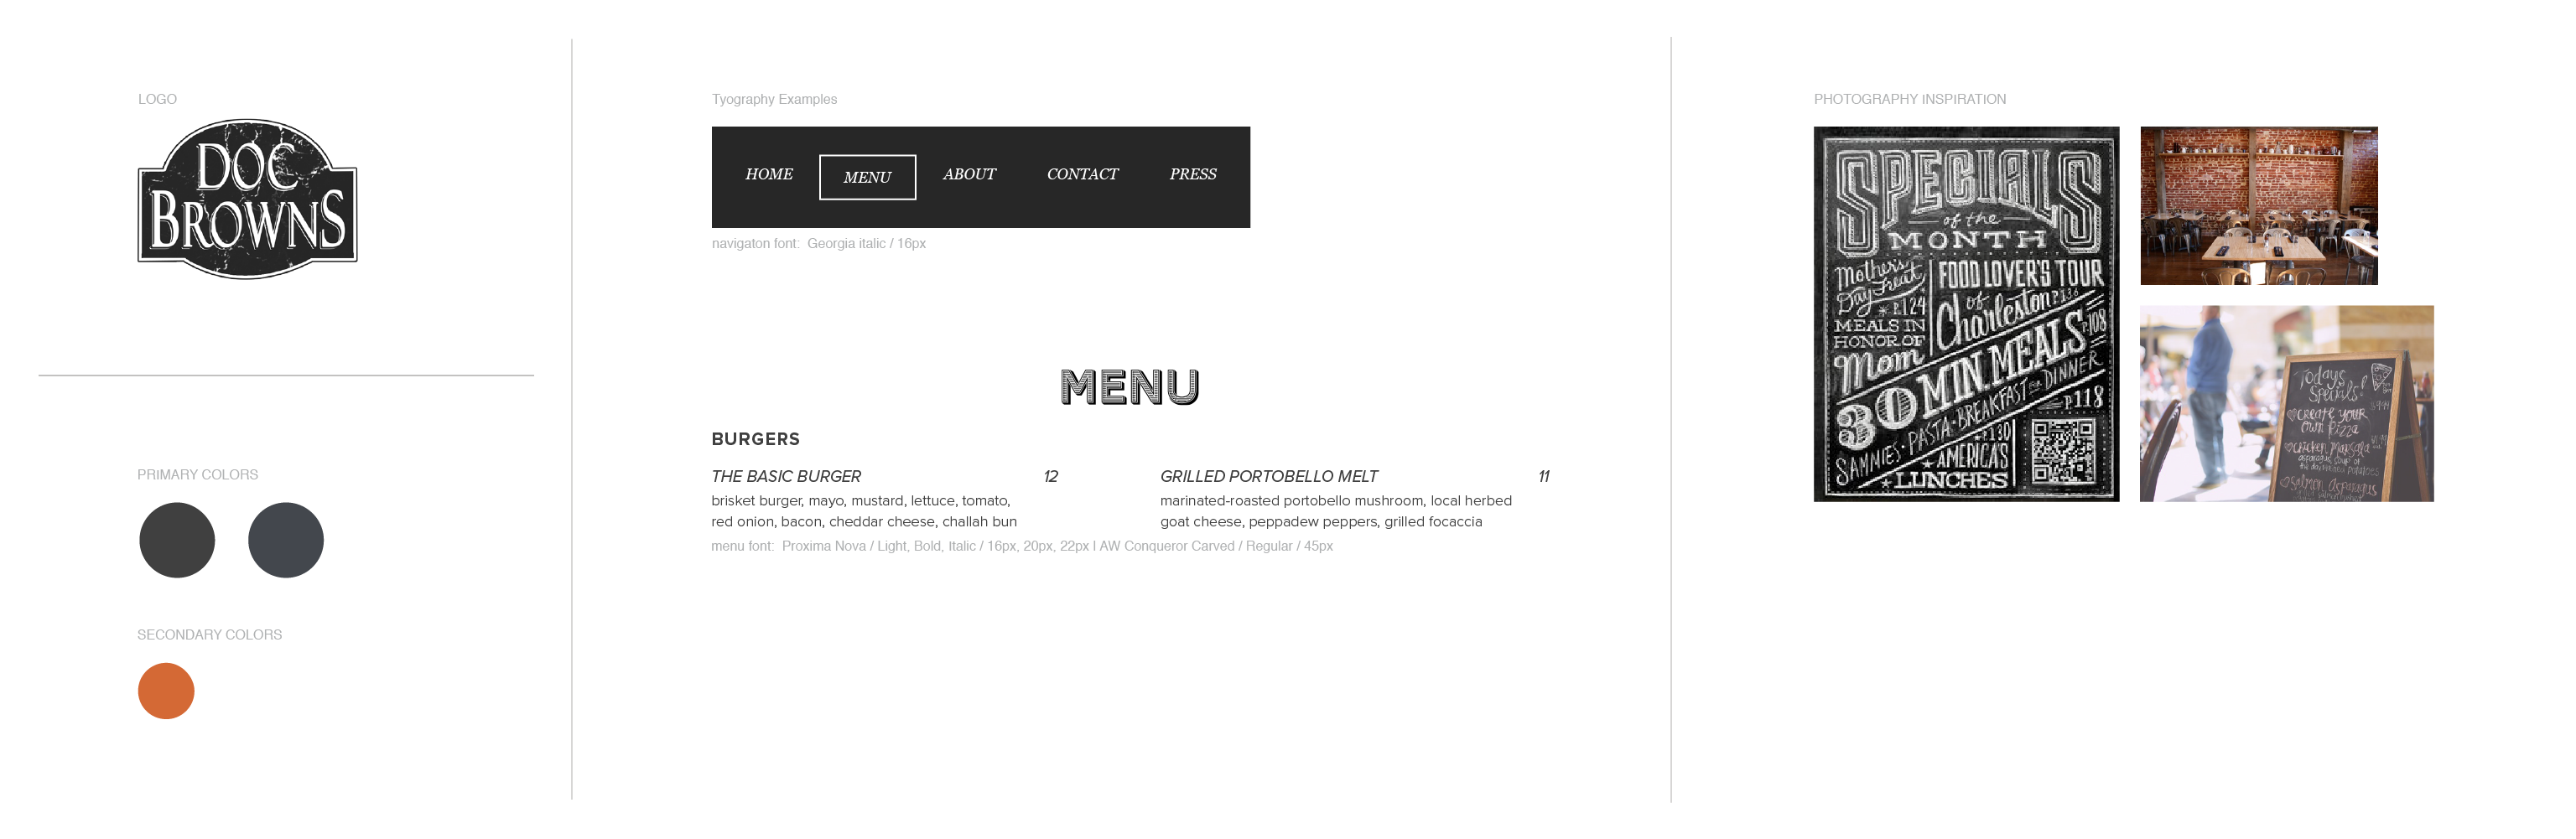 LOGO
DOC
BROWNS
PRIMARY COLORS
SECONDARY COLORS
Tyography Examples
HOME MENU ABOUT CONTACT PRESS
navigaton font: Georgia italic / 16px
MENU
BURGERS
THE BASIC BURGER 12
brisket burger, mayo, mustard, lettuce, tomato,
red onion, bacon, cheddar cheese, challah bun
GRILLED PORTOBELLO MELT 11
marinated-roasted portobello mushroom, local herbed
goat cheese, peppadew peppers, grilled focaccia
menu font: Proxima Nova / Light, Bold, Italic / 16px, 20px, 22px | AW Conqueror Carved / Regular / 45px
PHOTOGRAPHY INSPIRATION
SPECIALS
of the
MONTH
Mother's
Day Treat
P.124
MEALS IN
HONOR OF
Mom
FOOD LOVER'S TOUR
of
Charleston P.136
30 MIN. MEALS P.108
SAMMIES · PASTA · BREAKFAST FOR DINNER
P.118
P.130
AMERICA'S
LUNCHES
Todays
Specials!
Create your
own Pizza
Chicken Marsala
asparagus soup or
Salmon asparagus